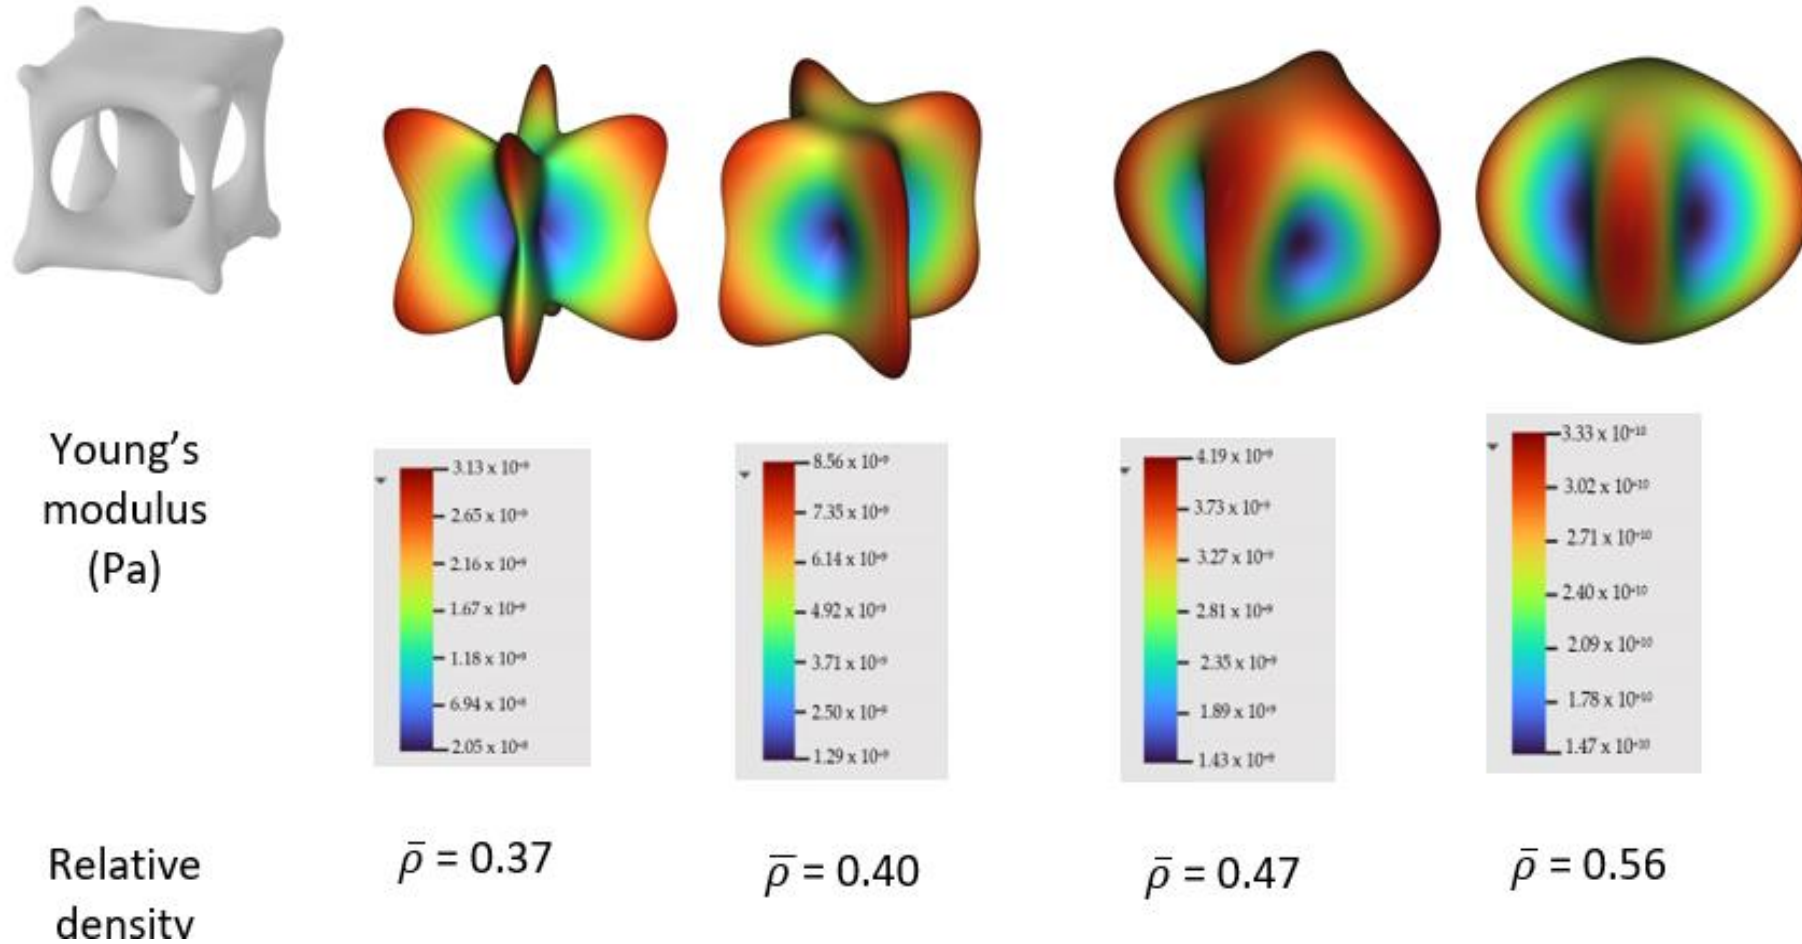 Young's
modulus
(Pa)
3.13 x 10⁺⁹
2.65 x 10⁺⁹
2.16 x 10⁺⁹
1.67 x 10⁺⁹
1.18 x 10⁺⁹
6.94 x 10⁺⁸
2.05 x 10⁺⁸
8.56 x 10⁺⁹
7.35 x 10⁺⁹
6.14 x 10⁺⁹
4.92 x 10⁺⁹
3.71 x 10⁺⁹
2.50 x 10⁺⁹
1.29 x 10⁺⁹
4.19 x 10⁺⁹
3.73 x 10⁺⁹
3.27 x 10⁺⁹
2.81 x 10⁺⁹
2.35 x 10⁺⁹
1.89 x 10⁺⁹
1.43 x 10⁺⁹
3.33 x 10⁺¹⁰
3.02 x 10⁺¹⁰
2.71 x 10⁺¹⁰
2.40 x 10⁺¹⁰
2.09 x 10⁺¹⁰
1.78 x 10⁺¹⁰
1.47 x 10⁺¹⁰
Relative
density
ρ̄ = 0.37
ρ̄ = 0.40
ρ̄ = 0.47
ρ̄ = 0.56